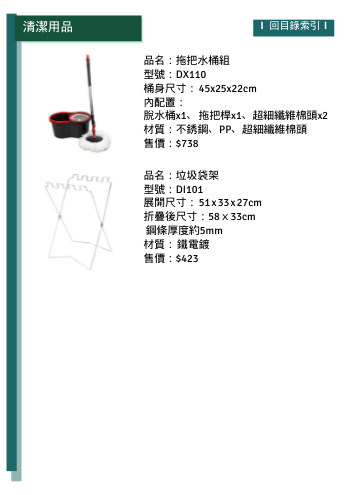 清潔用品
I 回目錄索引 I
品名：拖把水桶組
型號：DX110
桶身尺寸： 45x25x22cm
內配置：
脫水桶x1、 拖把桿x1、超細纖維棉頭x2
材質：不銹鋼、PP、超細纖維棉頭
售價：$738
品名：垃圾袋架
型號：DI101
展開尺寸： 51x33x27cm
折疊後尺寸：58×33cm
鋼條厚度約5mm
材質： 鐵電鍍
售價：$423